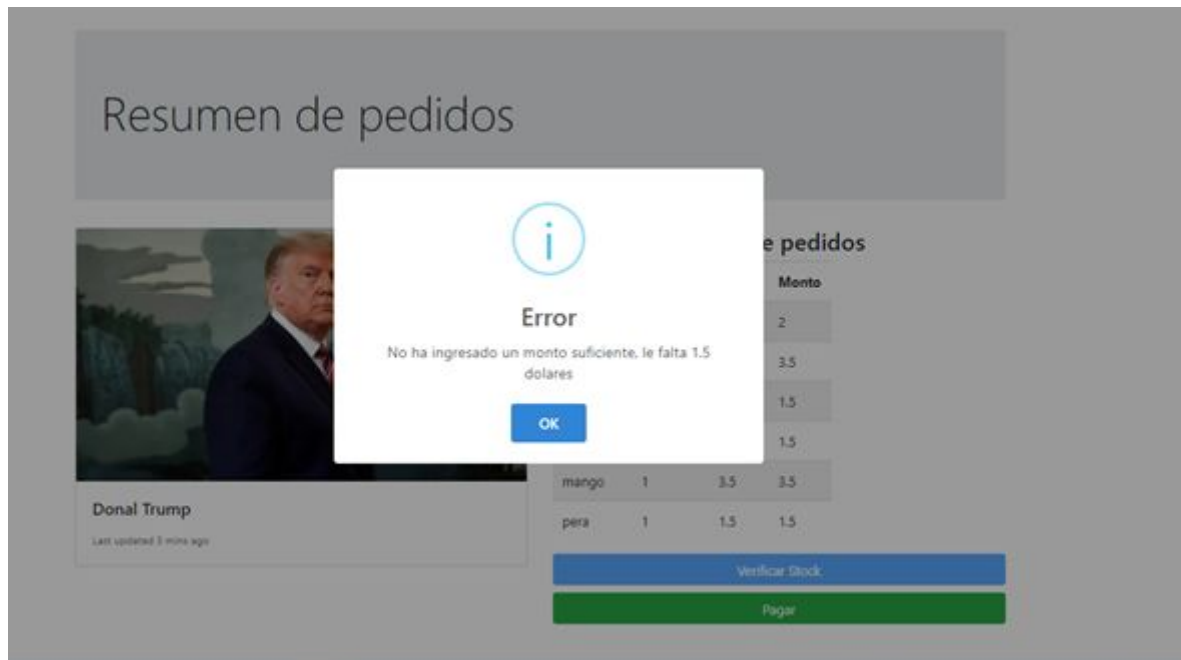 Resumen de pedidos
e pedidos
Monto
2
3.5
1.5
1.5
mango 1 3.5 3.5
pera 1 1.5 1.5
i
Error
No ha ingresado un monto suficiente, le falta 1.5
dolares
OK
Donal Trump
Last updated 3 mins ago
Verificar Stock
Pagar